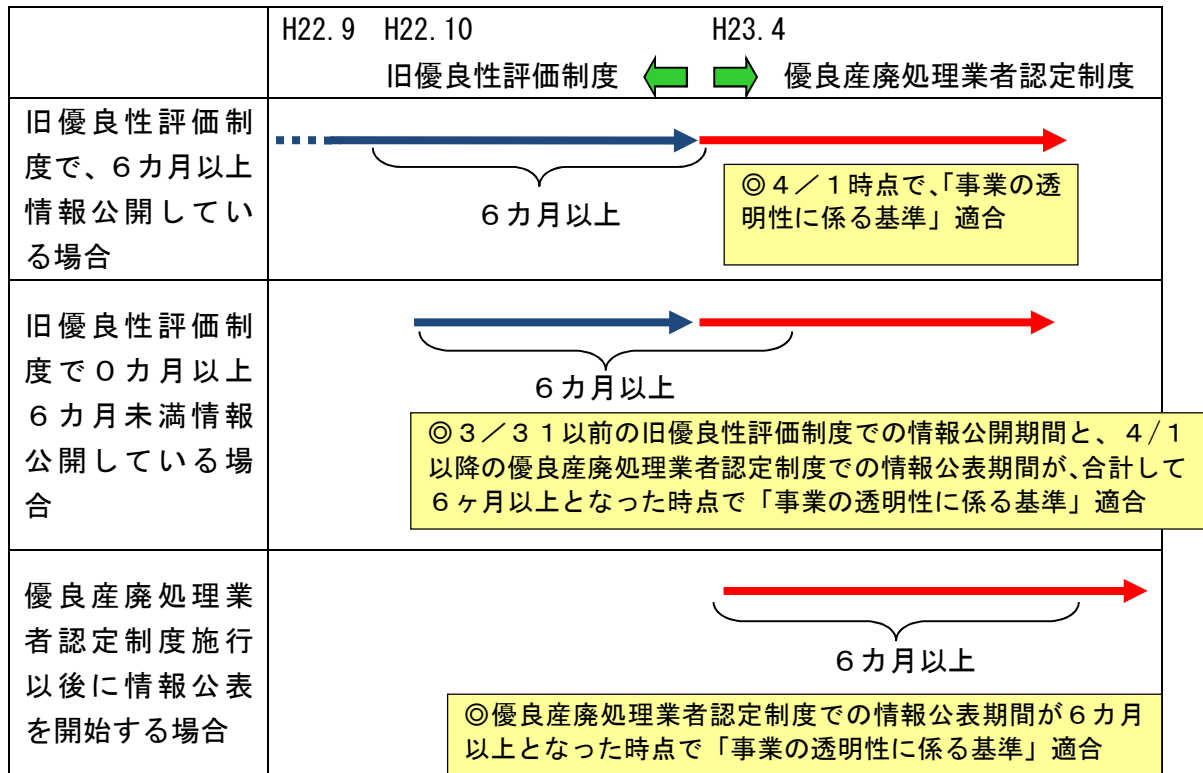 H22.9 H22.10 H23.4
旧優良性評価制度 優良産廃処理業者認定制度
旧優良性評価制
度で、６カ月以上
情報公開してい
る場合
６カ月以上
◎４／１時点で、「事業の透
明性に係る基準」適合
旧優良性評価制
度で０カ月以上
６カ月未満情報
公開している場
合
６カ月以上
◎３／３１以前の旧優良性評価制度での情報公開期間と、４/１
以降の優良産廃処理業者認定制度での情報公表期間が、合計して
６ヶ月以上となった時点で「事業の透明性に係る基準」適合
優良産廃処理業
者認定制度施行
以後に情報公表
を開始する場合
６カ月以上
◎優良産廃処理業者認定制度での情報公表期間が６カ月
以上となった時点で「事業の透明性に係る基準」適合